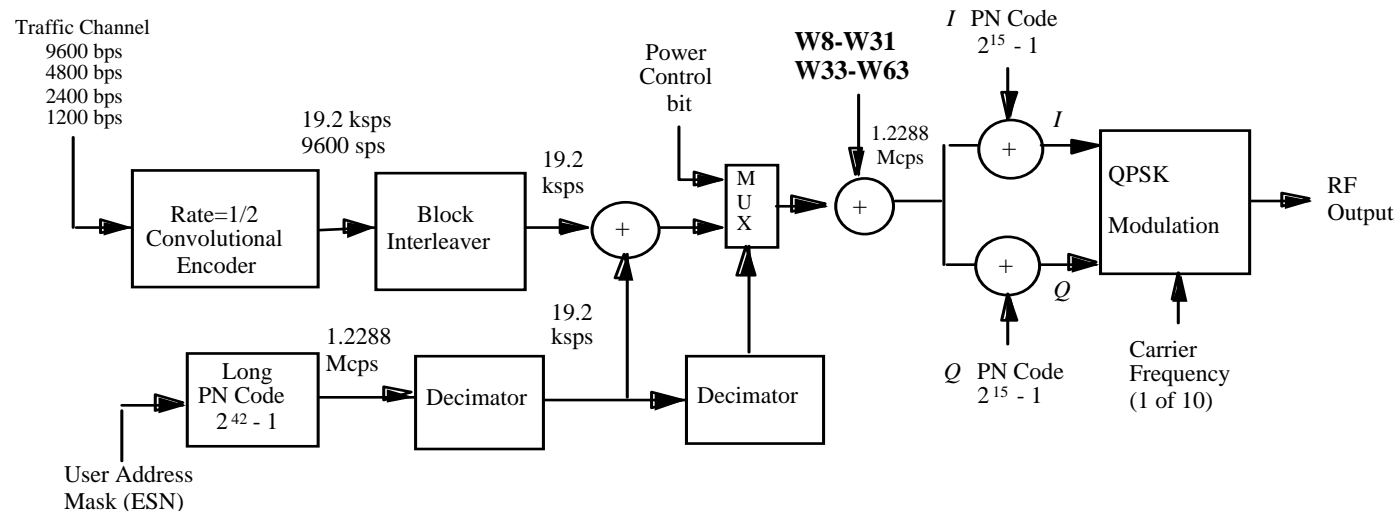 Traffic Channel
9600 bps
4800 bps
2400 bps
1200 bps
19.2 ksps
9600 sps
Rate=1/2
Convolutional
Encoder
Block
Interleaver
19.2
ksps
+
Power
Control
bit
M
U
X
W8-W31
W33-W63
+
1.2288
Mcps
I PN Code
2^15 - 1
+
I
QPSK
Modulation
RF
Output
+
Q
Q PN Code
2^15 - 1
Carrier
Frequency
(1 of 10)
User Address
Mask (ESN)
Long
PN Code
2^42 - 1
1.2288
Mcps
Decimator
19.2
ksps
Decimator